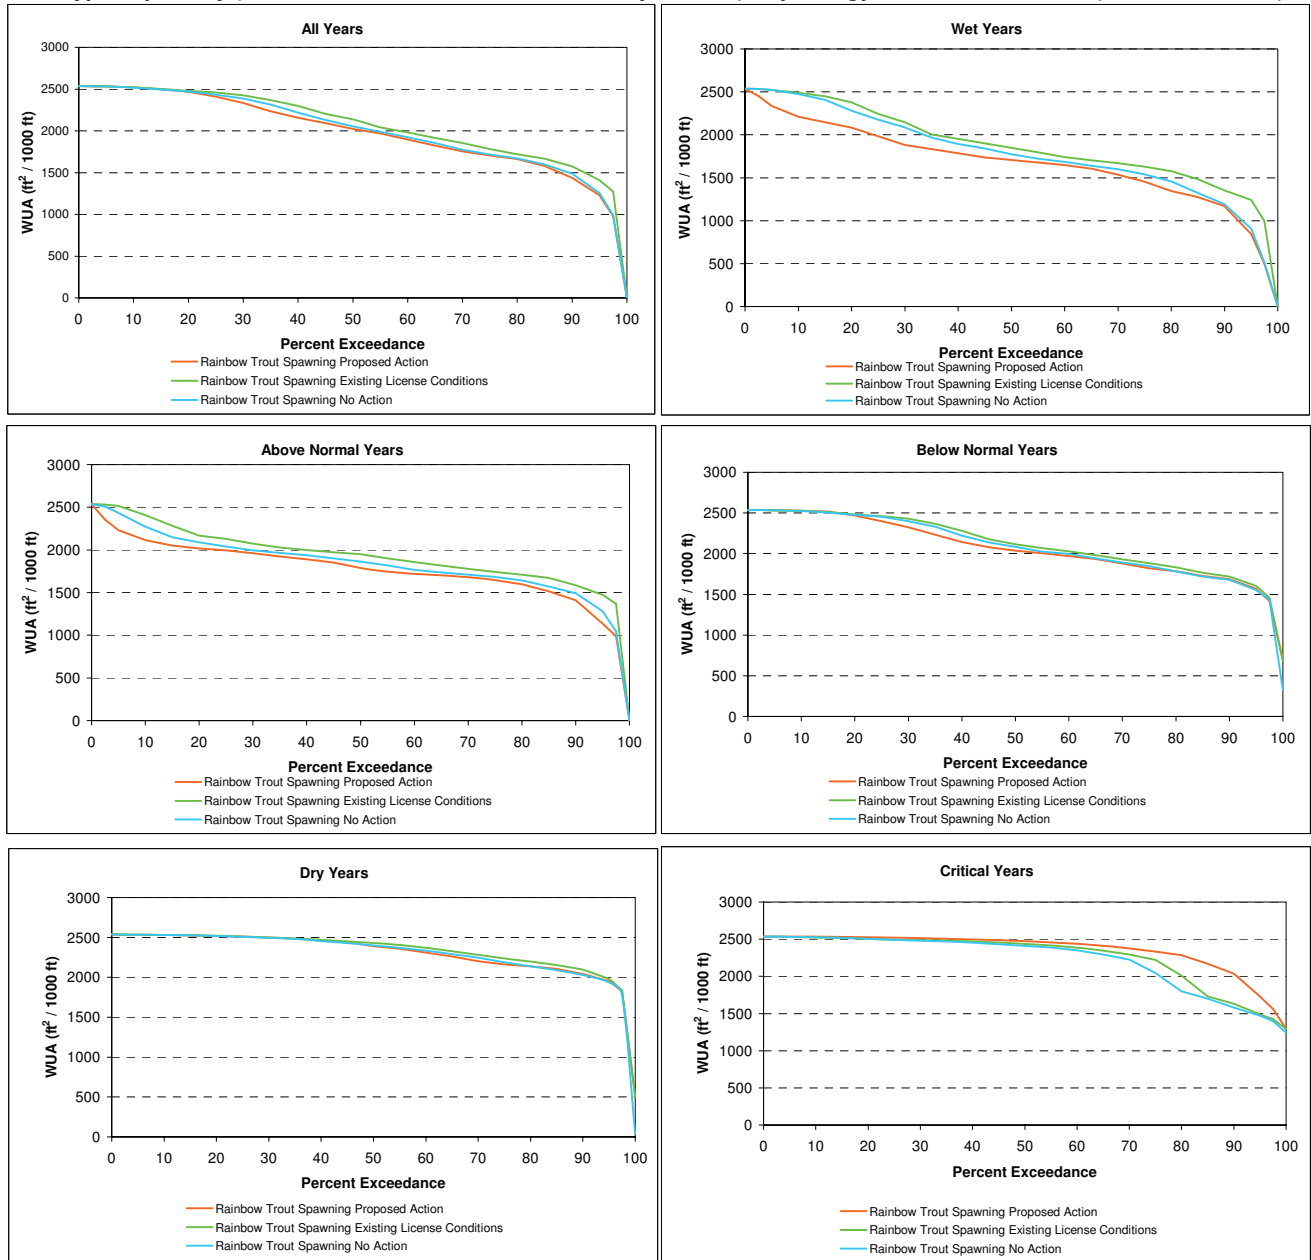 All Years
3000
2500
2000
1500
1000
500
0
WUA (ft² / 1000 ft)
0 10 20 30 40 50 60 70 80 90 100
Percent Exceedance
Rainbow Trout Spawning Proposed Action
Rainbow Trout Spawning Existing License Conditions
Rainbow Trout Spawning No Action
Wet Years
3000
2500
2000
1500
1000
500
0
WUA (ft² / 1000 ft)
0 10 20 30 40 50 60 70 80 90 100
Percent Exceedance
Rainbow Trout Spawning Proposed Action
Rainbow Trout Spawning Existing License Conditions
Rainbow Trout Spawning No Action
Above Normal Years
3000
2500
2000
1500
1000
500
0
WUA (ft² / 1000 ft)
0 10 20 30 40 50 60 70 80 90 100
Percent Exceedance
Rainbow Trout Spawning Proposed Action
Rainbow Trout Spawning Existing License Conditions
Rainbow Trout Spawning No Action
Below Normal Years
3000
2500
2000
1500
1000
500
0
WUA (ft² / 1000 ft)
0 10 20 30 40 50 60 70 80 90 100
Percent Exceedance
Rainbow Trout Spawning Proposed Action
Rainbow Trout Spawning Existing License Conditions
Rainbow Trout Spawning No Action
Dry Years
3000
2500
2000
1500
1000
500
0
WUA (ft² / 1000 ft)
0 10 20 30 40 50 60 70 80 90 100
Percent Exceedance
Rainbow Trout Spawning Proposed Action
Rainbow Trout Spawning Existing License Conditions
Rainbow Trout Spawning No Action
Critical Years
3000
2500
2000
1500
1000
500
0
WUA (ft² / 1000 ft)
0 10 20 30 40 50 60 70 80 90 100
Percent Exceedance
Rainbow Trout Spawning Proposed Action
Rainbow Trout Spawning Existing License Conditions
Rainbow Trout Spawning No Action